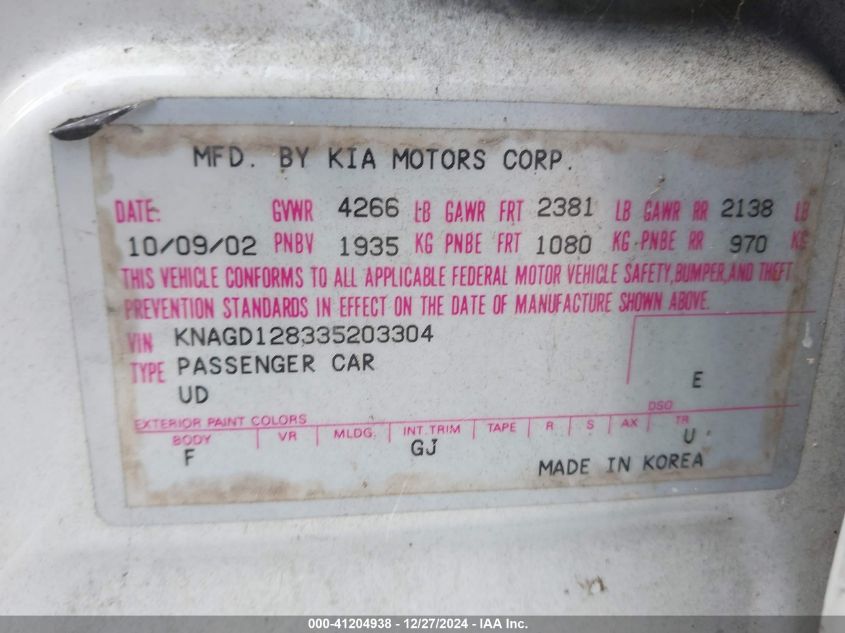 MFD. BY KIA MOTORS CORP.
DATE: GVWR 4266 LB GAWR FRT 2381 LB GAWR RR 2138 LB
10/09/02 PNBV 1935 KG PNBE FRT 1080 KG PNBE RR 970 KG
THIS VEHICLE CONFORMS TO ALL APPLICABLE FEDERAL MOTOR VEHICLE SAFETY, BUMPER, AND THEFT
PREVENTION STANDARDS IN EFFECT ON THE DATE OF MANUFACTURE SHOWN ABOVE.
VIN KNAGD128335203304
TYPE PASSENGER CAR
UD E
EXTERIOR PAINT COLORS DSO
BODY VR MLDG. INT. TRIM TAPE R S AX TR
F GJ U
MADE IN KOREA
000-41204938 - 12/27/2024 - IAA Inc.